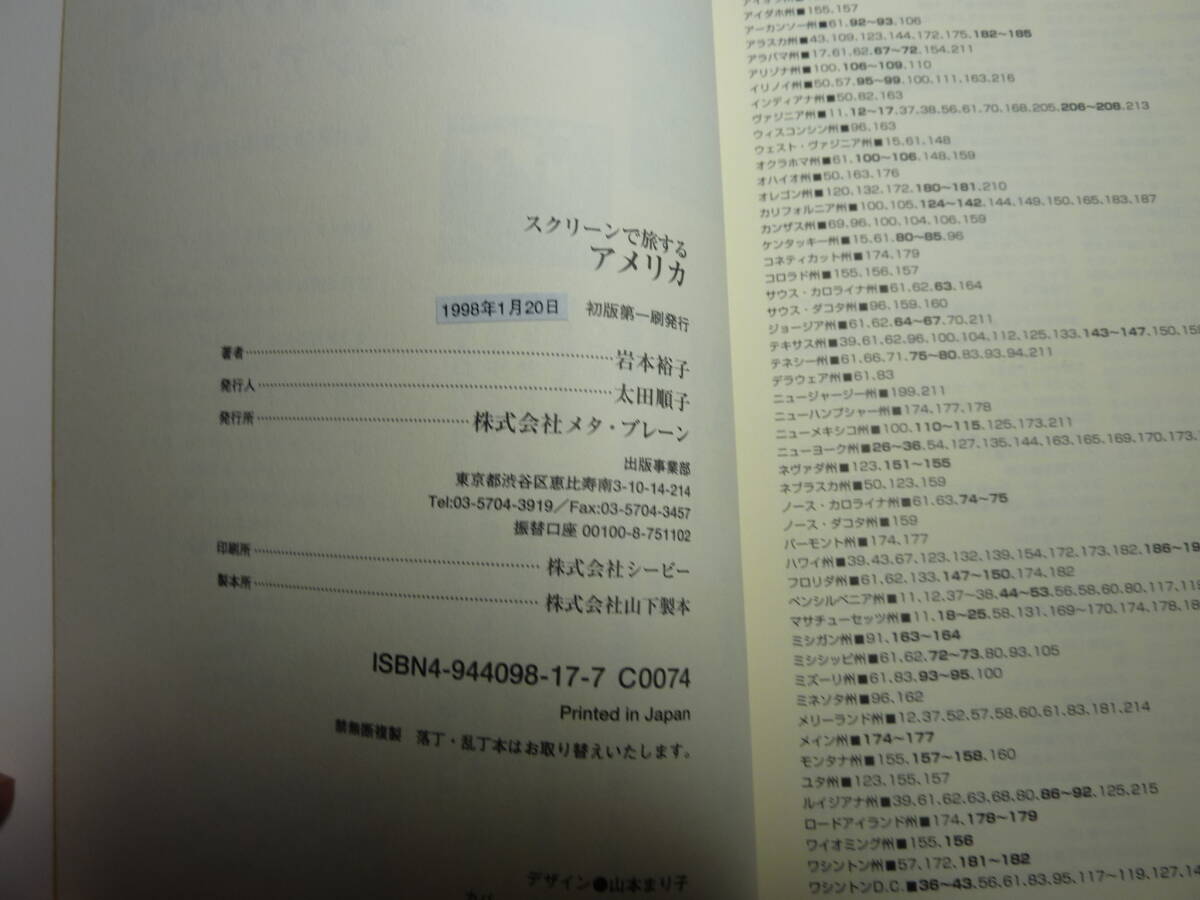 スクリーンで旅する
アメリカ
1998年1月20日 初版第一刷発行
著者 岩本裕子
発行人 太田順子
発行所 株式会社メタ・ブレーン
出版事業部
東京都渋谷区恵比寿南3-10-14-214
Tel:03-5704-3919／Fax:03-5704-3457
振替口座 00100-8-751102
印刷所 株式会社シービー
製本所 株式会社山下製本
ISBN4-944098-17-7 C0074
Printed in Japan
禁無断複製 落丁・乱丁本はお取り替えいたします。
デザイン●山本まり子
アイダホ州■155、157
アーカンソー州■61、92〜93、106
アラスカ州■43、109、123、144、172、175、182〜185
アラバマ州■17、61、62、67〜72、154、211
アリゾナ州■100、106〜109、110
イリノイ州■50、57、95〜99、100、111、163、216
インディアナ州■50、82、163
ヴァジニア州■11、12〜17、37、38、56、61、70、168、205、206〜208、213
ウィスコンシン州■96、163
ウェスト・ヴァジニア州■15、61、148
オクラホマ州■61、100〜106、148、159
オハイオ州■50、163、176
オレゴン州■120、132、172、180〜181、210
カリフォルニア州■100、105、124〜142、144、149、150、165、183、187
カンザス州■69、96、100、104、106、159
ケンタッキー州■15、61、80〜85、96
コネティカット州■174、179
コロラド州■155、156、157
サウス・カロライナ州■61、62、63、164
サウス・ダコタ州■96、159、160
ジョージア州■61、62、64〜67、70、211
テキサス州■39、61、62、96、100、104、112、125、133、143〜147、150、15
テネシー州■61、66、71、75〜80、83、93、94、211
デラウェア州■61、83
ニュージャージー州■199、211
ニューハンプシャー州■174、177、178
ニューメキシコ州■100、110〜115、125、173、211
ニューヨーク州■26〜36、54、127、135、144、163、165、169、170、173、1
ネヴァダ州■123、151〜155
ネブラスカ州■50、123、159
ノース・カロライナ州■61、63、74〜75
ノース・ダコタ州■159
バーモント州■174、177
ハワイ州■39、43、67、123、132、139、154、172、173、182、186〜19
フロリダ州■61、62、133、147〜150、174、182
ペンシルベニア州■11、12、37〜38、44〜53、56、58、60、80、117、11
マサチューセッツ州■11、18〜25、58、131、169〜170、174、178、18
ミシガン州■91、163〜164
ミシシッピ州■61、62、72〜73、80、93、105
ミズーリ州■61、83、93〜95、100
ミネソタ州■96、162
メリーランド州■12、37、52、57、58、60、61、83、181、214
メイン州■174〜177
モンタナ州■155、157〜158、160
ユタ州■123、155、157
ルイジアナ州■39、61、62、63、68、80、86〜92、125、215
ロードアイランド州■174、178〜179
ワイオミング州■155、156
ワシントン州■57、172、181〜182
ワシントンD.C.■36〜43、56、61、83、95、117〜119、127、14